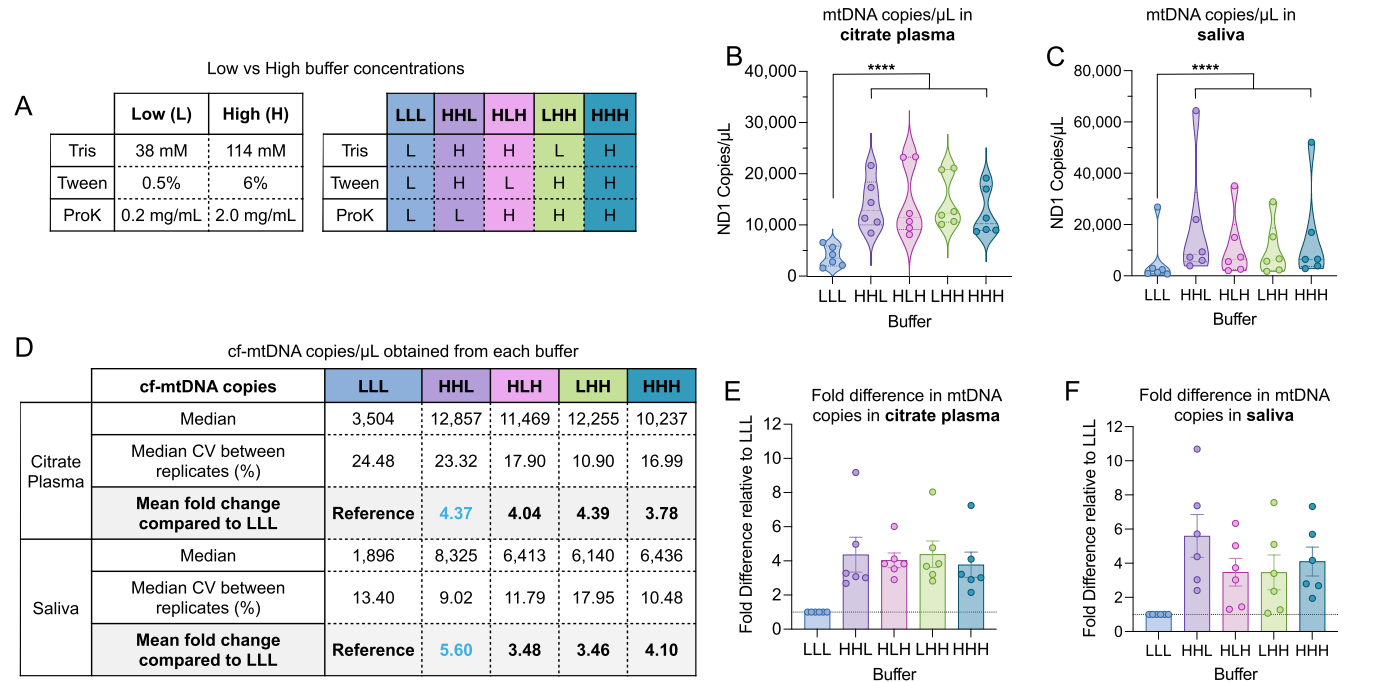 A
Low vs High buffer concentrations
Low (L) High (H)
Tris 38 mM 114 mM
Tween 0.5% 6%
ProK 0.2 mg/mL 2.0 mg/mL
LLL HHL HLH LHH HHH
Tris L H H L H
Tween L H L H H
ProK L L H H H
B
mtDNA copies/µL in
citrate plasma
ND1 Copies/µL
40,000
30,000
20,000
10,000
0
****
LLL HHL HLH LHH HHH
Buffer
C
mtDNA copies/µL in
saliva
ND1 Copies/µL
80,000
60,000
40,000
20,000
0
****
LLL HHL HLH LHH HHH
Buffer
D
cf-mtDNA copies/µL obtained from each buffer
cf-mtDNA copies LLL HHL HLH LHH HHH
Citrate
Plasma
Median 3,504 12,857 11,469 12,255 10,237
Median CV between
replicates (%) 24.48 23.32 17.90 10.90 16.99
Mean fold change
compared to LLL Reference 4.37 4.04 4.39 3.78
Saliva
Median 1,896 8,325 6,413 6,140 6,436
Median CV between
replicates (%) 13.40 9.02 11.79 17.95 10.48
Mean fold change
compared to LLL Reference 5.60 3.48 3.46 4.10
E
Fold difference in mtDNA
copies in citrate plasma
Fold Difference relative to LLL
12
10
8
6
4
2
0
LLL HHL HLH LHH HHH
Buffer
F
Fold difference in mtDNA
copies in saliva
Fold Difference relative to LLL
12
10
8
6
4
2
0
LLL HHL HLH LHH HHH
Buffer